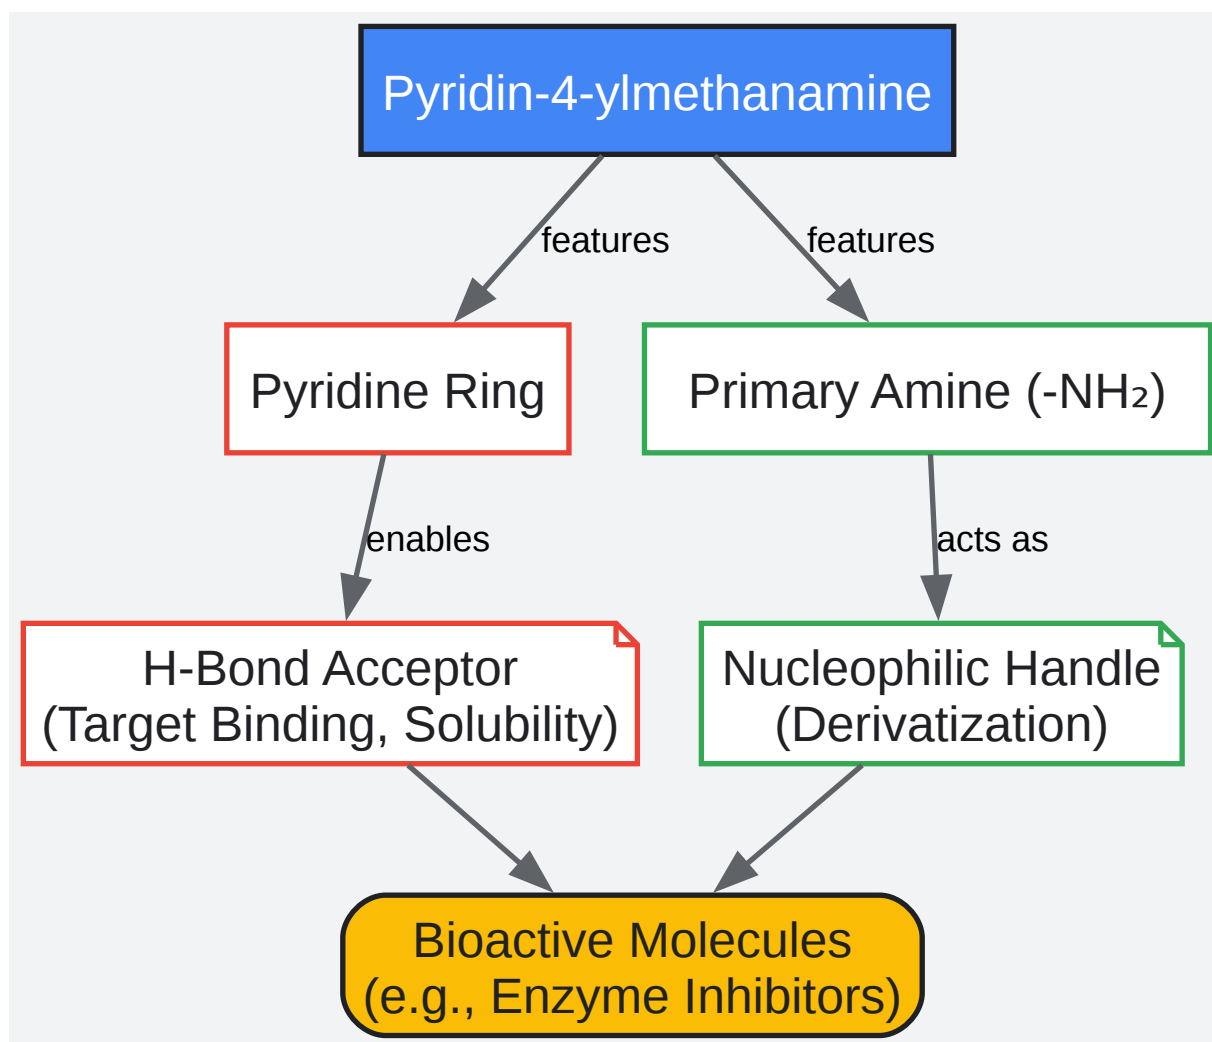 Pyridin-4-ylmethanamine
features
features
Pyridine Ring
Primary Amine (-NH₂)
enables
acts as
H-Bond Acceptor
(Target Binding, Solubility)
Nucleophilic Handle
(Derivatization)
Bioactive Molecules
(e.g., Enzyme Inhibitors)